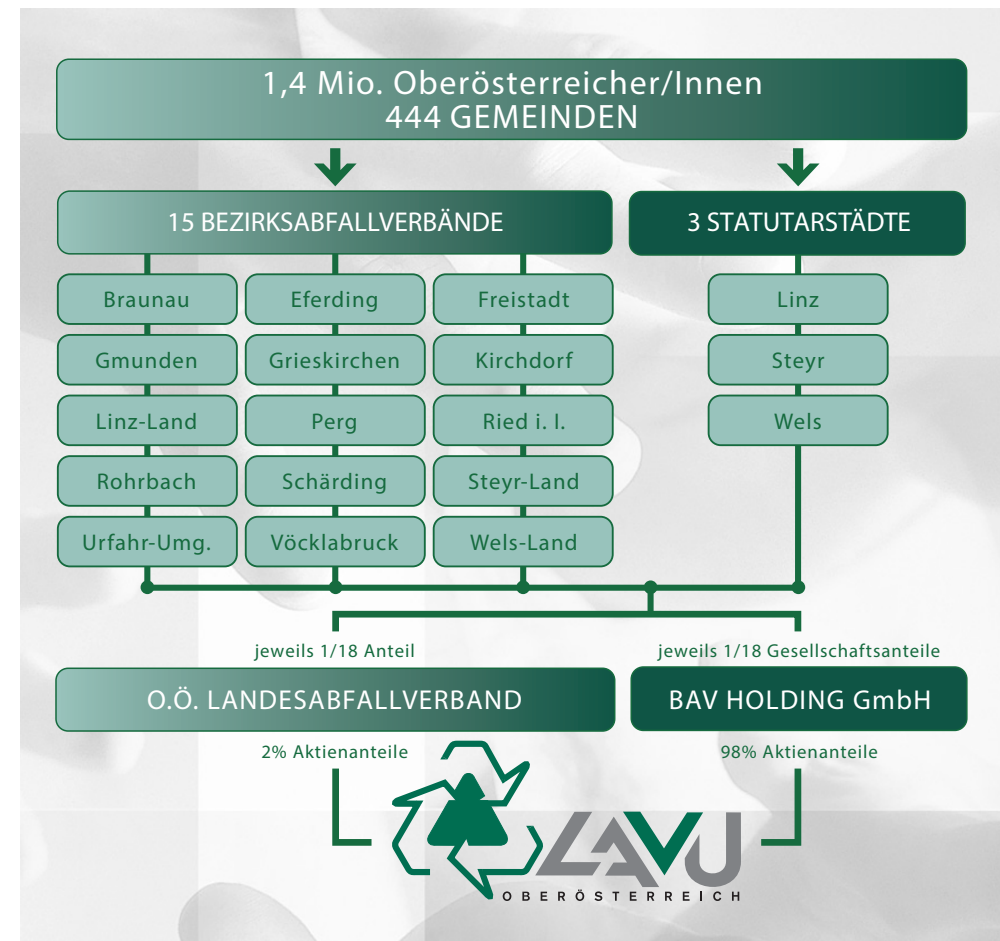 1,4 Mio. Oberösterreicher/Innen
444 GEMEINDEN
15 BEZIRKSABFALLVERBÄNDE
3 STATUTARSTÄDTE
Braunau
Eferding
Freistadt
Linz
Gmunden
Grieskirchen
Kirchdorf
Steyr
Linz-Land
Perg
Ried i. I.
Wels
Rohrbach
Schärding
Steyr-Land
Urfahr-Umg.
Vöcklabruck
Wels-Land
jeweils 1/18 Anteil
jeweils 1/18 Gesellschaftsanteile
O.Ö. LANDESABFALLVERBAND
BAV HOLDING GmbH
2% Aktienanteile
98% Aktienanteile
LAVU
OBERÖSTERREICH